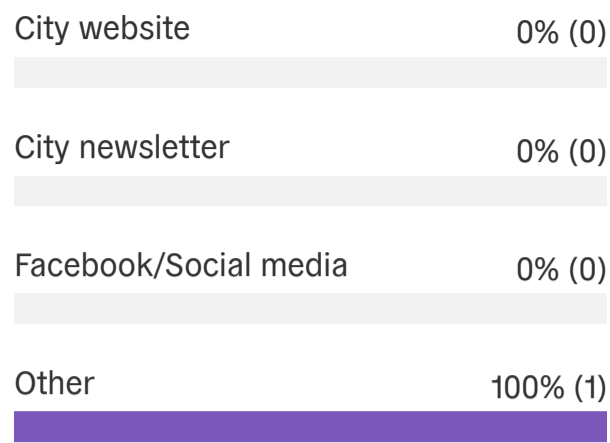 City website 0% (0)
City newsletter 0% (0)
Facebook/Social media 0% (0)
Other 100% (1)